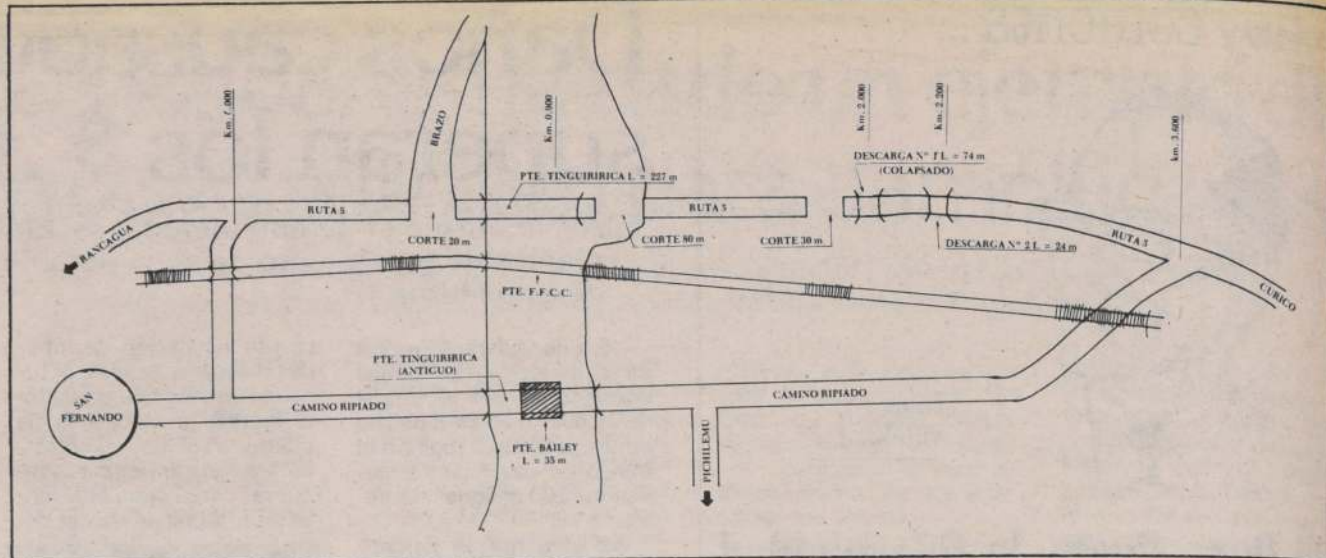 Km. 0.000
BRAZO
Km. 0.900
Km. 2.000
Km. 2.200
km. 3.600
DESCARGA Nº 1 L = 74 m
(COLAPSADO)
PTE. TINGUIRIRICA L = 227 m
RANCAGUA
RUTA 5
RUTA 5
RUTA 5
CURICO
CORTE 20 m
CORTE 80 m
CORTE 30 m
DESCARGA Nº 2 L = 24 m
PTE. F.F.C.C.
PTE. TINGUIRIRICA
(ANTIGUO)
SAN
FERNANDO
CAMINO RIPIADO
CAMINO RIPIADO
PTE. BAILEY
L = 35 m
PICHILEMU